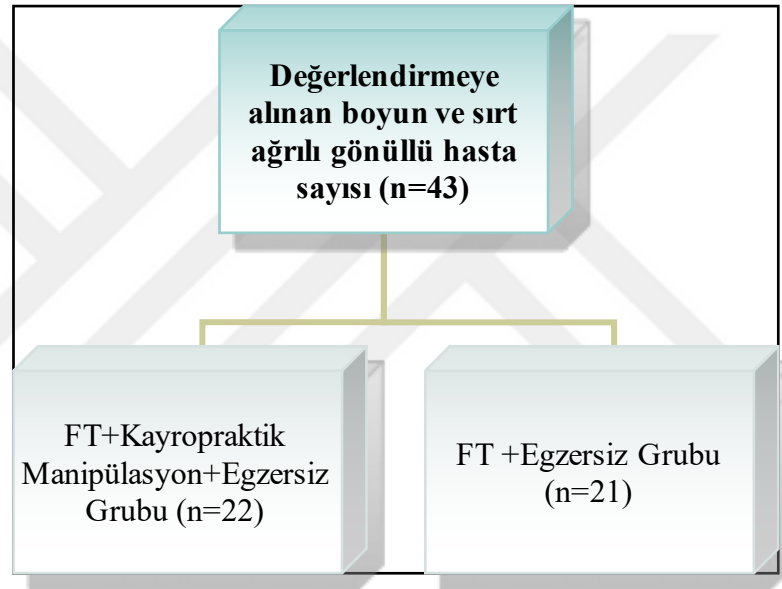 Değerlendirmeye
alınan boyun ve sırt
ağrılı gönüllü hasta
sayısı (n=43)
FT+Kayropraktik
Manipülasyon+Egzersiz
Grubu (n=22)
FT +Egzersiz Grubu
(n=21)